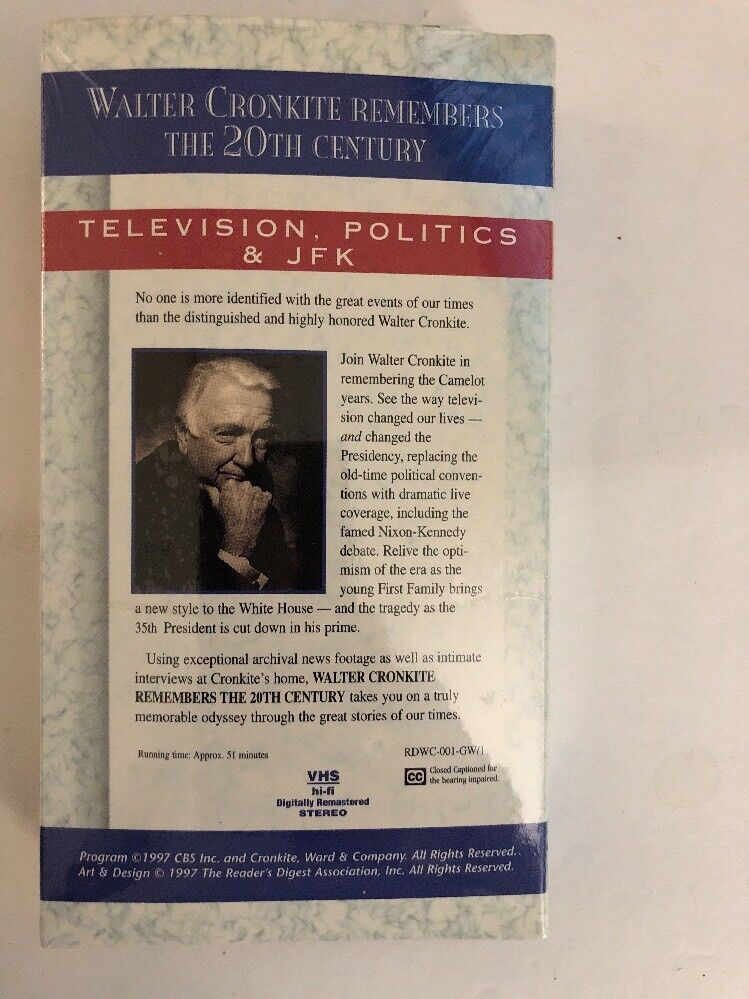 WALTER CRONKITE REMEMBERS
THE 20TH CENTURY
TELEVISION, POLITICS
& JFK
No one is more identified with the great events of our times
than the distinguished and highly honored Walter Cronkite.
Join Walter Cronkite in
remembering the Camelot
years. See the way televi-
sion changed our lives —
and changed the
Presidency, replacing the
old-time political conven-
tions with dramatic live
coverage, including the
famed Nixon-Kennedy
debate. Relive the opti-
mism of the era as the
young First Family brings
a new style to the White House — and the tragedy as the
35th President is cut down in his prime.
Using exceptional archival news footage as well as intimate
interviews at Cronkite's home, WALTER CRONKITE
REMEMBERS THE 20TH CENTURY takes you on a truly
memorable odyssey through the great stories of our times.
Running time: Approx. 51 minutes
RDWC-001-GW/1
VHS
hi-fi
Digitally Remastered
STEREO
CC Closed Captioned for
the hearing impaired.
Program ©1997 CBS Inc. and Cronkite, Ward & Company. All Rights Reserved.
Art & Design © 1997 The Reader's Digest Association, Inc. All Rights Reserved.